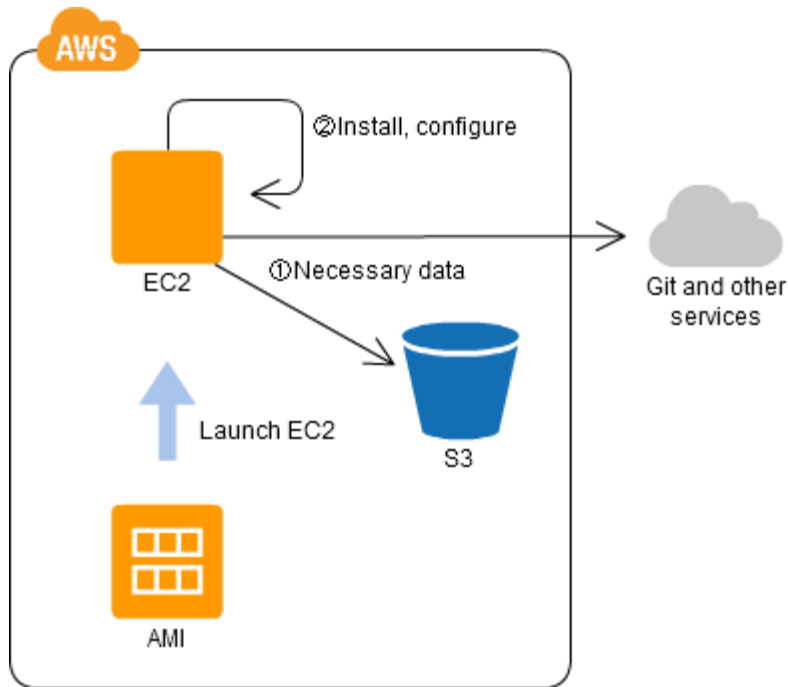 AWS
②Install, configure
EC2
①Necessary data
Git and other
services
Launch EC2
S3
AMI